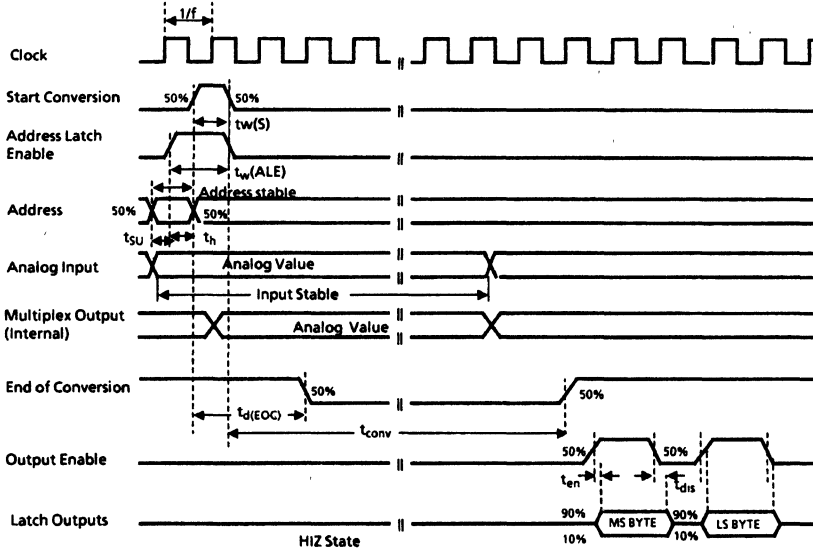 1/f
Clock
Start Conversion
50%
50%
tw(S)
Address Latch
Enable
tw(ALE)
Address stable
Address
50%
50%
tSU
th
Analog Input
Analog Value
Input Stable
Multiplex Output
(Internal)
Analog Value
End of Conversion
50%
50%
td(EOC)
tconv
Output Enable
50%
50%
ten
tdis
Latch Outputs
90%
MS BYTE
90%
LS BYTE
10%
10%
HIZ State